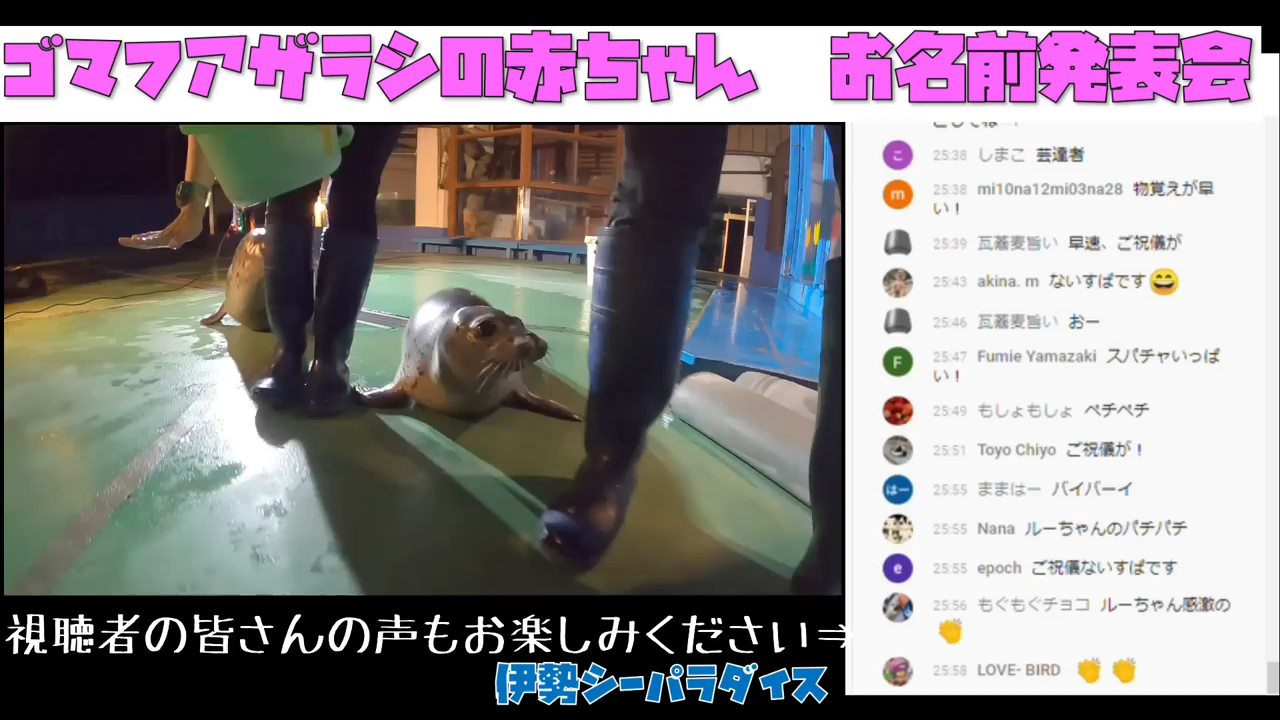 ゴマフアザラシの赤ちゃん　お名前発表会
25:38 しまこ 芸達者
25:38 mi10na12mi03na28 物覚えが早
い！
25:39 瓦蕎麦旨い 早速、ご祝儀が
25:43 akina. m ないすぱです😄
25:46 瓦蕎麦旨い おー
25:47 Fumie Yamazaki スパチャいっぱ
い！
25:49 もしょもしょ ペチペチ
25:51 Toyo Chiyo ご祝儀が！
25:55 ままはー バイバーイ
25:55 Nana ルーちゃんのパチパチ
25:55 epoch ご祝儀ないすぱです
25:56 もぐもぐチョコ ルーちゃん感激の
👏
25:58 LOVE- BIRD 👏 👏
こ
m
F
はー
e
視聴者の皆さんの声もお楽しみください⇒
伊勢シーパラダイス